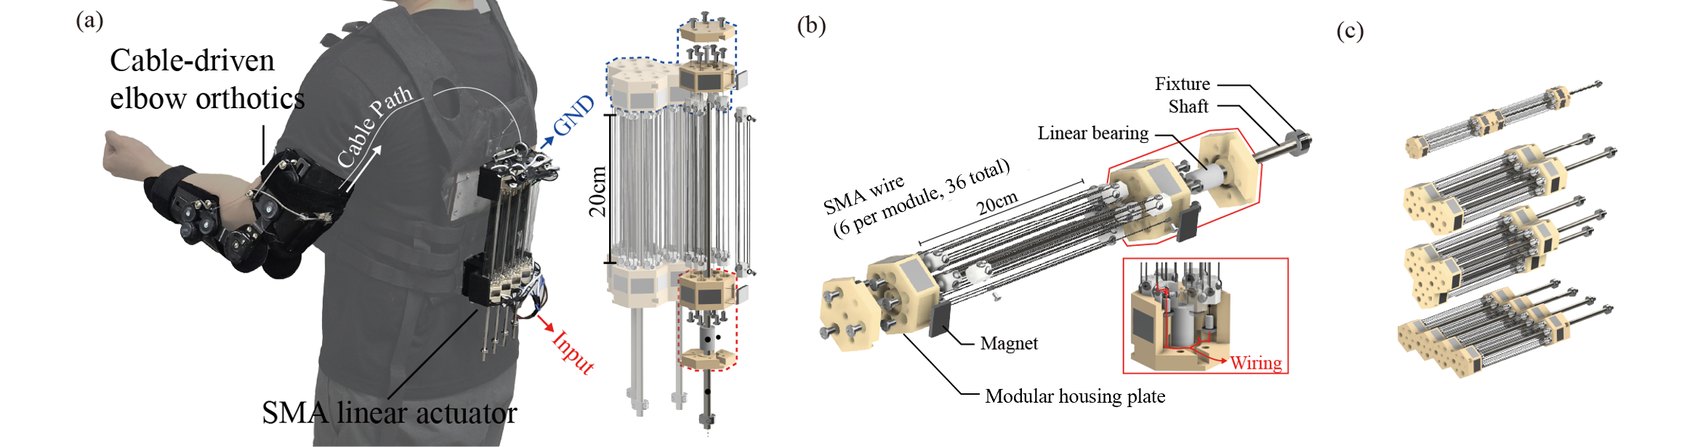 (a)
Cable-driven
elbow orthotics
Cable Path
GND
20cm
Input
SMA linear actuator
(b)
Fixture
Shaft
Linear bearing
SMA wire
(6 per module, 36 total)
20cm
Magnet
Wiring
Modular housing plate
(c)